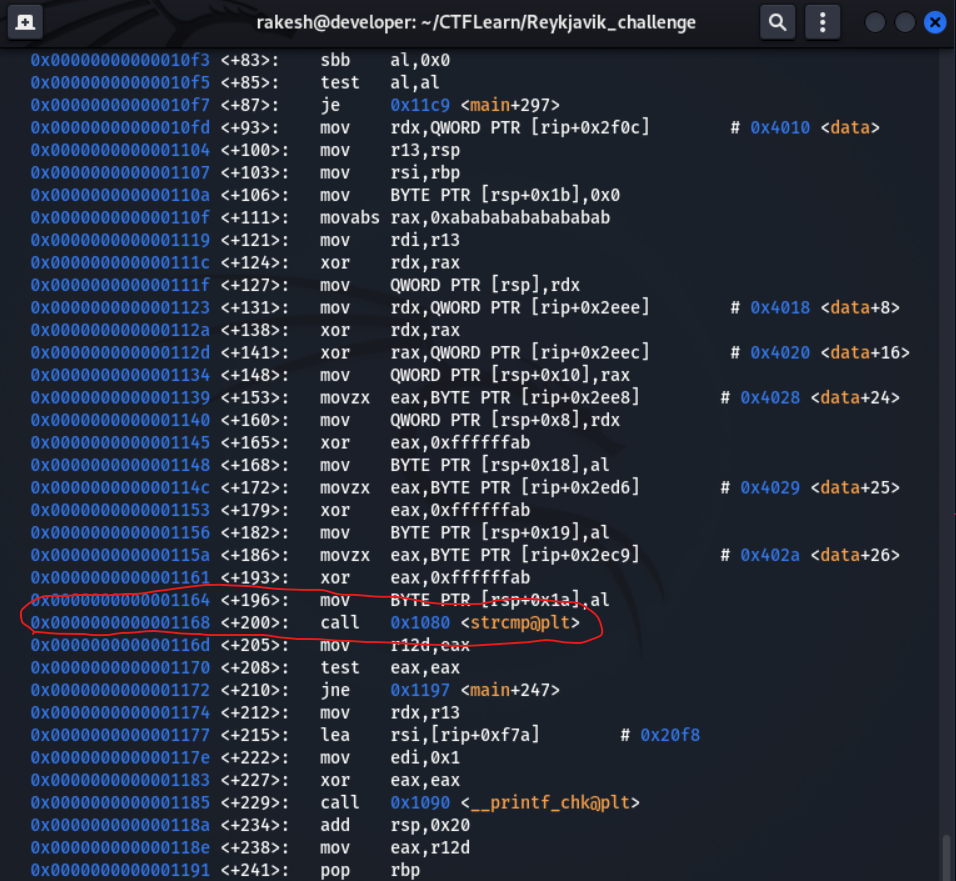 rakesh@developer: ~/CTFLearn/Reykjavik_challenge
0x00000000000010f3 <+83>: sbb al,0x0
0x00000000000010f5 <+85>: test al,al
0x00000000000010f7 <+87>: je 0x11c9 <main+297>
0x00000000000010fd <+93>: mov rdx,QWORD PTR [rip+0x2f0c] # 0x4010 <data>
0x0000000000001104 <+100>: mov r13,rsp
0x0000000000001107 <+103>: mov rsi,rbp
0x000000000000110a <+106>: mov BYTE PTR [rsp+0x1b],0x0
0x000000000000110f <+111>: movabs rax,0xabababababababab
0x0000000000001119 <+121>: mov rdi,r13
0x000000000000111c <+124>: xor rdx,rax
0x000000000000111f <+127>: mov QWORD PTR [rsp],rdx
0x0000000000001123 <+131>: mov rdx,QWORD PTR [rip+0x2eee] # 0x4018 <data+8>
0x000000000000112a <+138>: xor rdx,rax
0x000000000000112d <+141>: xor rax,QWORD PTR [rip+0x2eec] # 0x4020 <data+16>
0x0000000000001134 <+148>: mov QWORD PTR [rsp+0x10],rax
0x0000000000001139 <+153>: movzx eax,BYTE PTR [rip+0x2ee8] # 0x4028 <data+24>
0x0000000000001140 <+160>: mov QWORD PTR [rsp+0x8],rdx
0x0000000000001145 <+165>: xor eax,0xffffffab
0x0000000000001148 <+168>: mov BYTE PTR [rsp+0x18],al
0x000000000000114c <+172>: movzx eax,BYTE PTR [rip+0x2ed6] # 0x4029 <data+25>
0x0000000000001153 <+179>: xor eax,0xffffffab
0x0000000000001156 <+182>: mov BYTE PTR [rsp+0x19],al
0x000000000000115a <+186>: movzx eax,BYTE PTR [rip+0x2ec9] # 0x402a <data+26>
0x0000000000001161 <+193>: xor eax,0xffffffab
0x0000000000001164 <+196>: mov BYTE PTR [rsp+0x1a],al
0x0000000000001168 <+200>: call 0x1080 <strcmp@plt>
0x000000000000116d <+205>: mov r12d,eax
0x0000000000001170 <+208>: test eax,eax
0x0000000000001172 <+210>: jne 0x1197 <main+247>
0x0000000000001174 <+212>: mov rdx,r13
0x0000000000001177 <+215>: lea rsi,[rip+0xf7a] # 0x20f8
0x000000000000117e <+222>: mov edi,0x1
0x0000000000001183 <+227>: xor eax,eax
0x0000000000001185 <+229>: call 0x1090 <__printf_chk@plt>
0x000000000000118a <+234>: add rsp,0x20
0x000000000000118e <+238>: mov eax,r12d
0x0000000000001191 <+241>: pop rbp